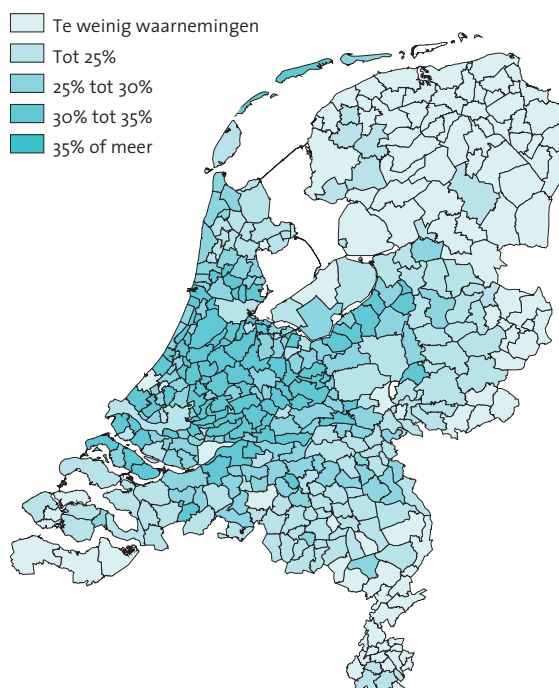 Te weinig waarnemingen
Tot 25%
25% tot 30%
30% tot 35%
35% of meer